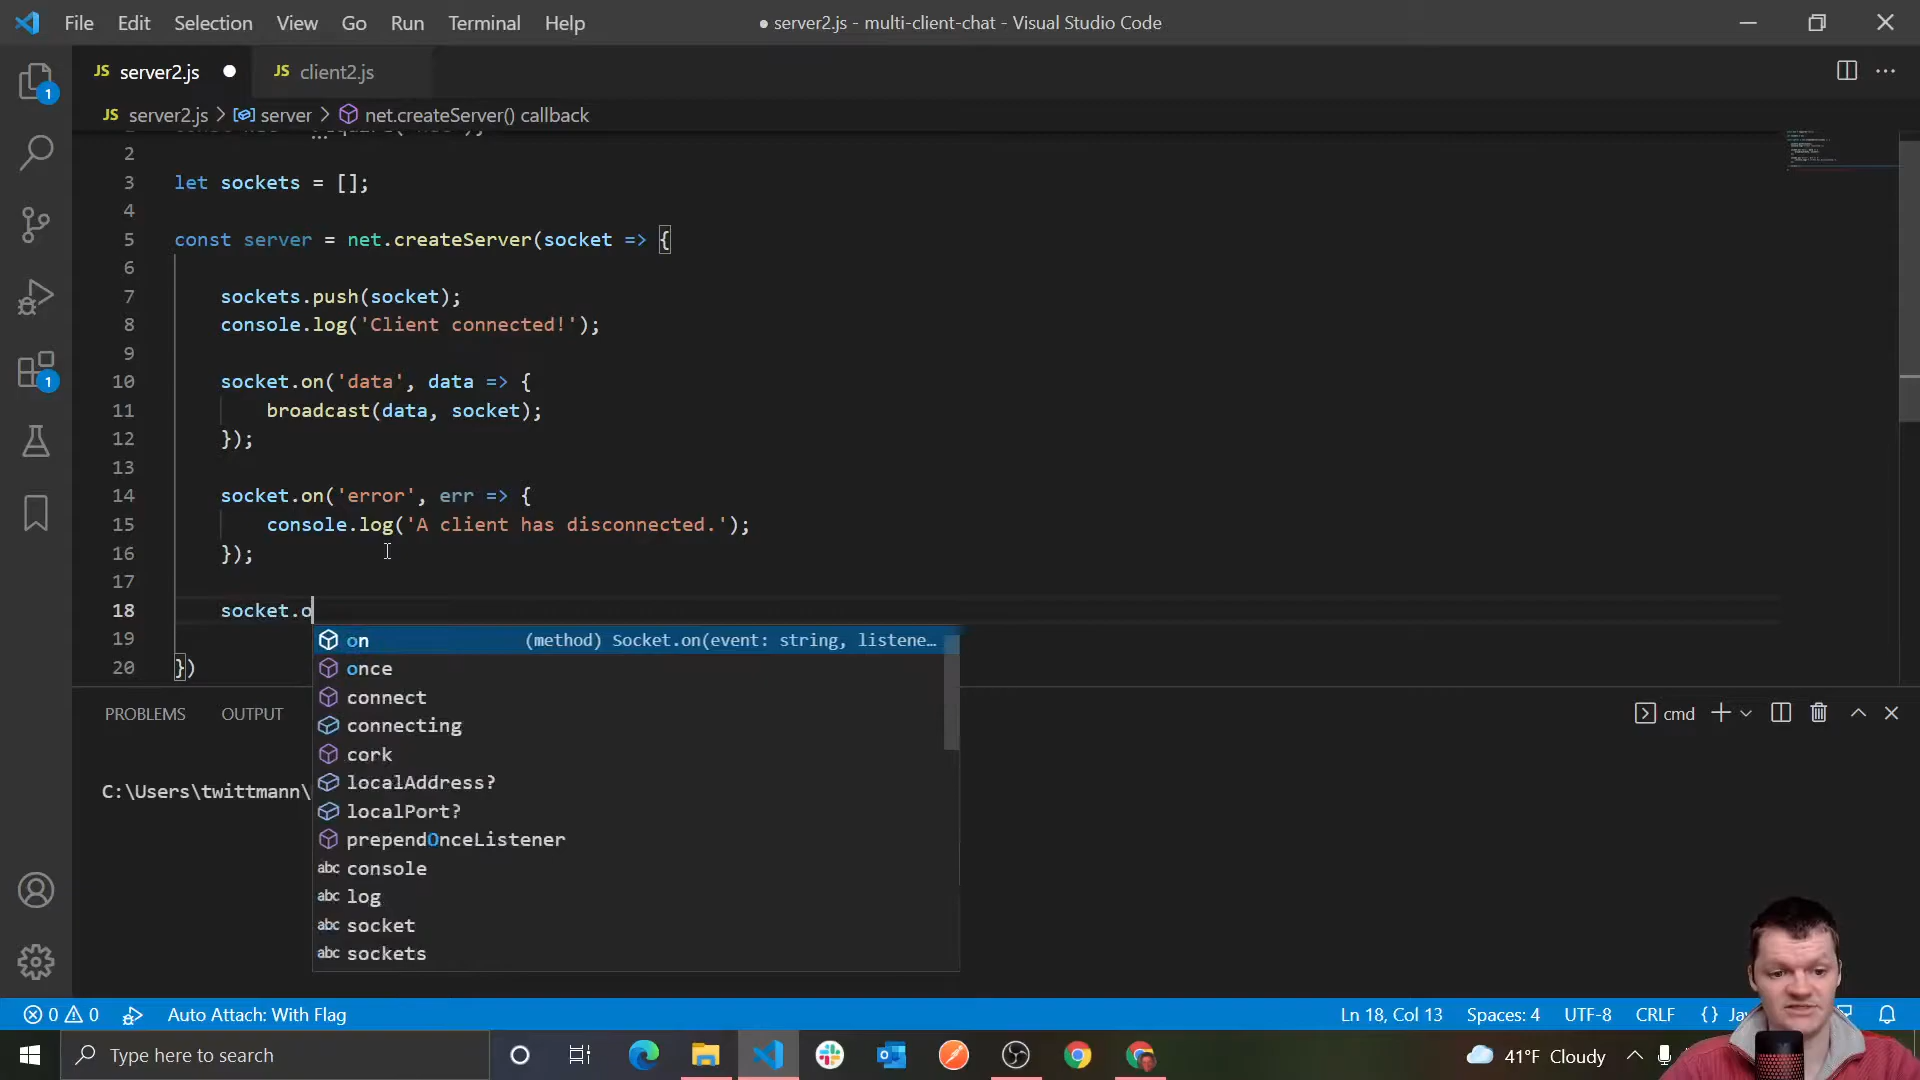 File Edit Selection View Go Run Terminal Help
● server2.js - multi-client-chat - Visual Studio Code
JS server2.js ● JS client2.js
JS server2.js > server > net.createServer() callback
2
3 let sockets = [];
4
5 const server = net.createServer(socket => {
6
7 sockets.push(socket);
8 console.log('Client connected!');
9
10 socket.on('data', data => {
11 broadcast(data, socket);
12 });
13
14 socket.on('error', err => {
15 console.log('A client has disconnected.');
16 });
17
18 socket.o
19
20 })
on (method) Socket.on(event: string, listene…
once
connect
connecting
cork
localAddress?
localPort?
prependOnceListener
abc console
abc log
abc socket
abc sockets
PROBLEMS OUTPUT
cmd
C:\Users\twittmann\
1
1
0 0 Auto Attach: With Flag
Ln 18, Col 13 Spaces: 4 UTF-8 CRLF {}
Type here to search
41°F Cloudy